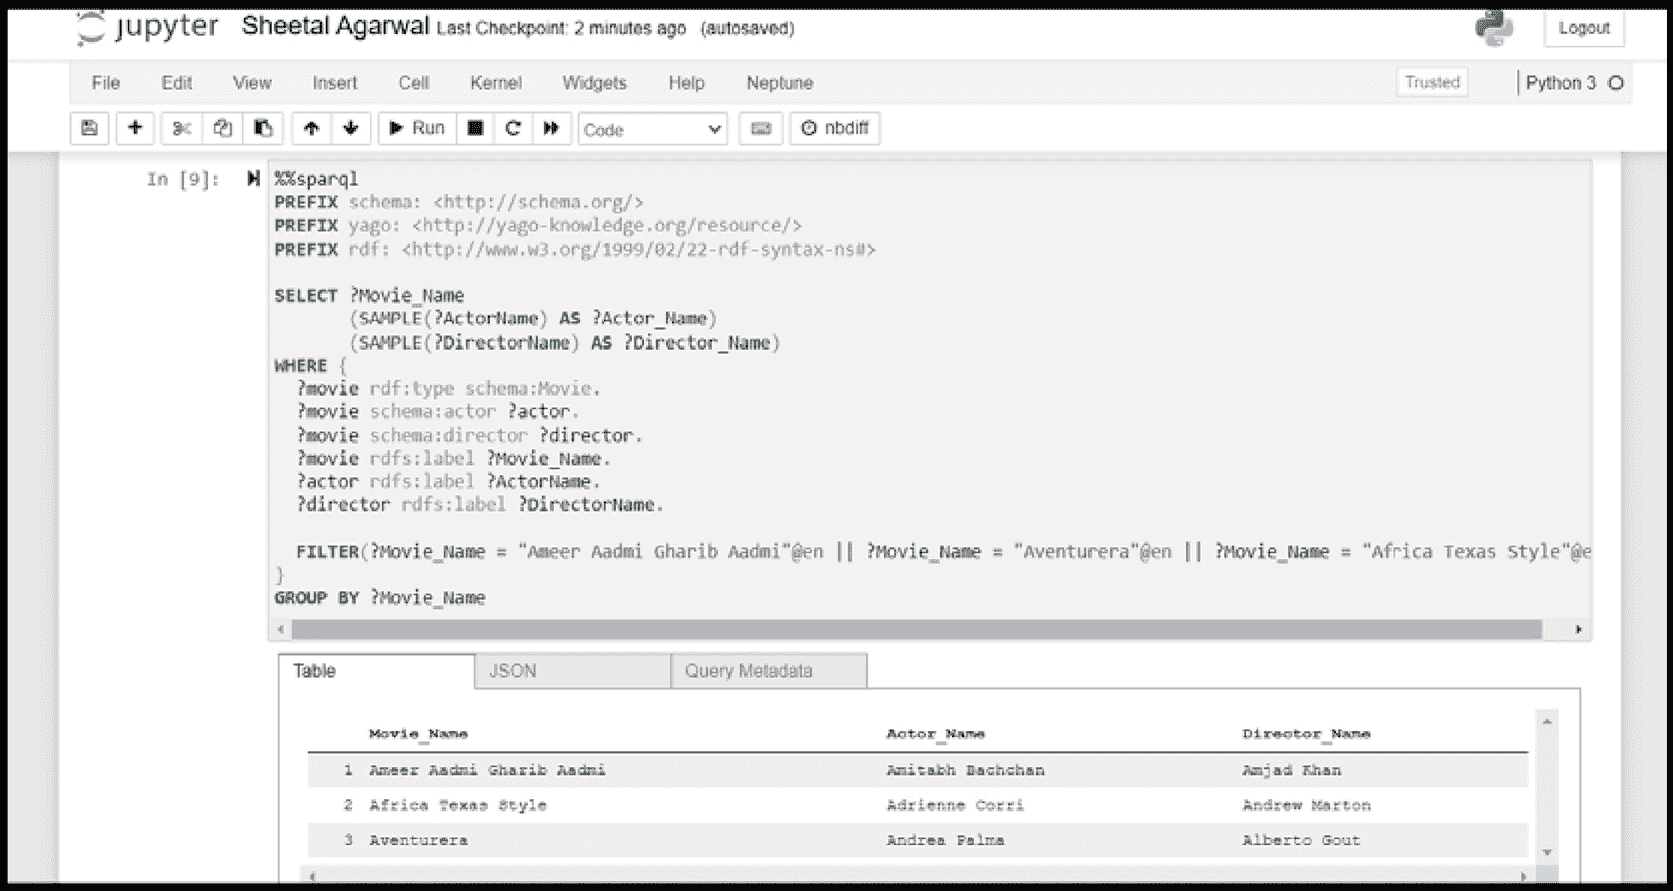 jupyter Sheetal Agarwal Last Checkpoint: 2 minutes ago (autosaved) Logout
File Edit View Insert Cell Kernel Widgets Help Neptune Trusted Python 3
Run Code nbdiff
In [9]: %%sparql
PREFIX schema: <http://schema.org/>
PREFIX yago: <http://yago-knowledge.org/resource/>
PREFIX rdf: <http://www.w3.org/1999/02/22-rdf-syntax-ns#>
SELECT ?Movie_Name
(SAMPLE(?ActorName) AS ?Actor_Name)
(SAMPLE(?DirectorName) AS ?Director_Name)
WHERE {
?movie rdf:type schema:Movie.
?movie schema:actor ?actor.
?movie schema:director ?director.
?movie rdfs:label ?Movie_Name.
?actor rdfs:label ?ActorName.
?director rdfs:label ?DirectorName.
FILTER(?Movie_Name = "Ameer Aadmi Gharib Aadmi"@en || ?Movie_Name = "Aventurera"@en || ?Movie_Name = "Africa Texas Style"@e
}
GROUP BY ?Movie_Name
Table JSON Query Metadata
Movie_Name Actor_Name Director_Name
1 Ameer Aadmi Gharib Aadmi Amitabh Bachchan Amjad Khan
2 Africa Texas Style Adrienne Corri Andrew Marton
3 Aventurera Andrea Palma Alberto Gout